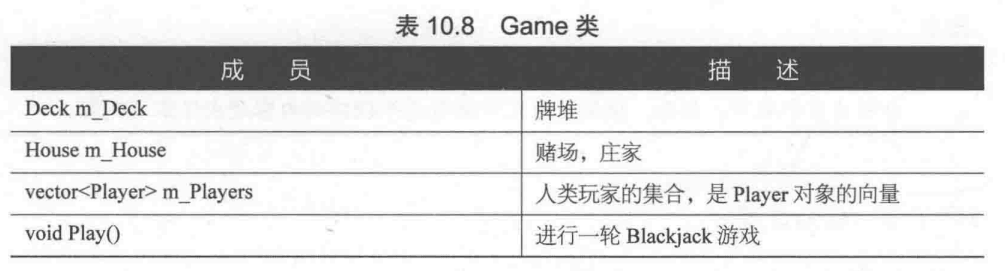 表 10.8 Game 类
成 员 描 述
Deck m_Deck 牌堆
House m_House 赌场，庄家
vector<Player> m_Players 人类玩家的集合，是 Player 对象的向量
void Play() 进行一轮 Blackjack 游戏